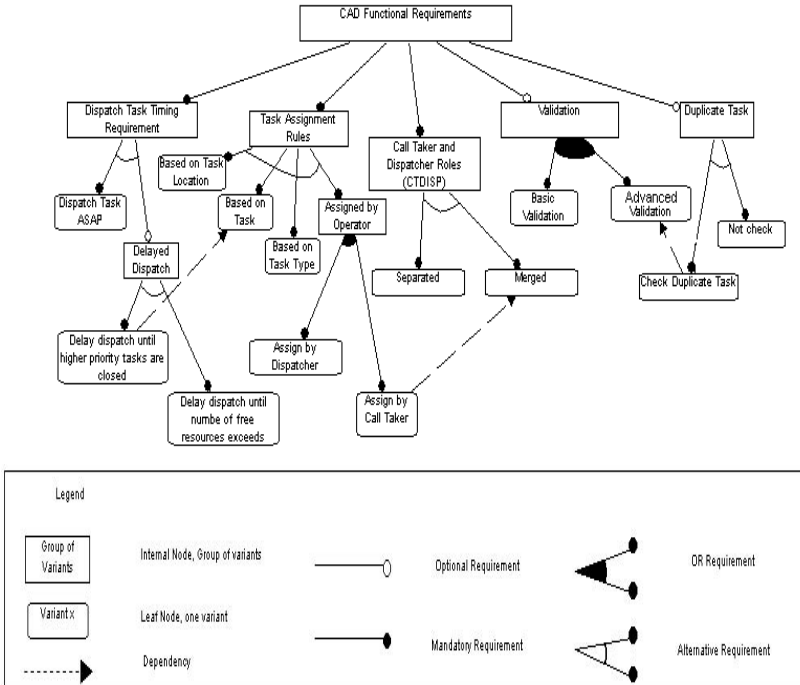 CAD Functional Requirements
Dispatch Task Timing
Requirement
Task Assignment
Rules
Call Taker and
Dispatcher Roles
(CTDISP)
Validation
Duplicate Task
Based on Task
Location
Dispatch Task
ASAP
Based on
Task
Assigned by
Operator
Basic
Validation
Advanced
Validation
Not check
Delayed
Dispatch
Based on
Task Type
Separated
Merged
Check Duplicate Task
Delay dispatch until
higher priority tasks are
closed
Assign by
Dispatcher
Delay dispatch until
numbe of free
resources exceeds
Assign by
Call Taker
Legend
Group of
Variants
Internal Node, Group of variants
Optional Requirement
OR Requirement
Variant x
Leaf Node, one variant
Mandatory Requirement
Alternative Requirement
Dependency